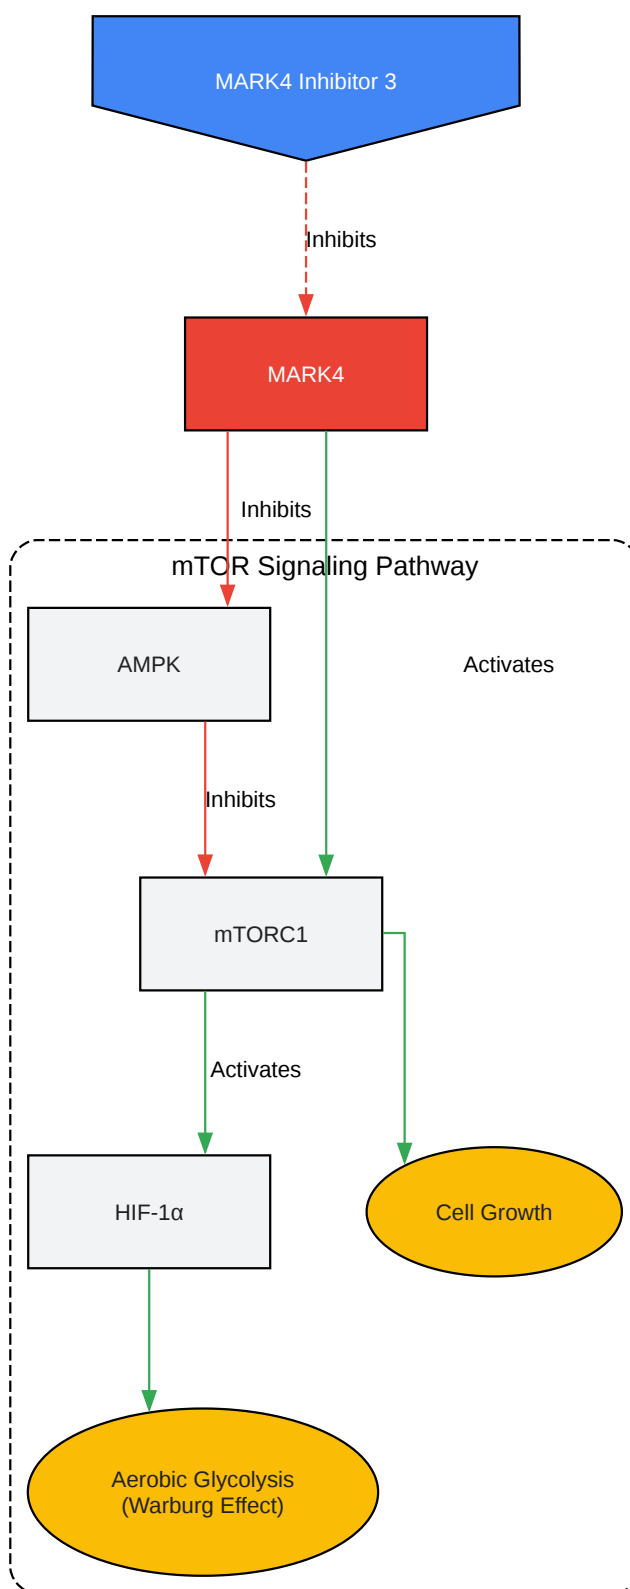 MARK4 Inhibitor 3
Inhibits
MARK4
Inhibits
mTOR Signaling Pathway
AMPK
Activates
Inhibits
mTORC1
Activates
HIF-1α
Cell Growth
Aerobic Glycolysis
(Warburg Effect)